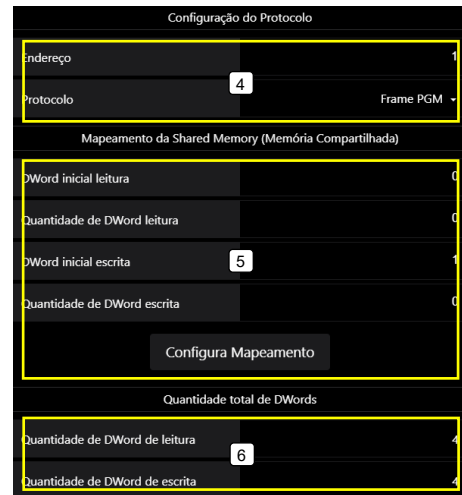 Configuração do Protocolo
Endereço 1
4
Protocolo Frame PGM
Mapeamento da Shared Memory (Memória Compartilhada)
DWord inicial leitura 0
Quantidade de DWord leitura 0
DWord inicial escrita 5 1
Quantidade de DWord escrita 0
Configura Mapeamento
Quantidade total de DWords
Quantidade de DWord de leitura 4
6
Quantidade de DWord de escrita 4